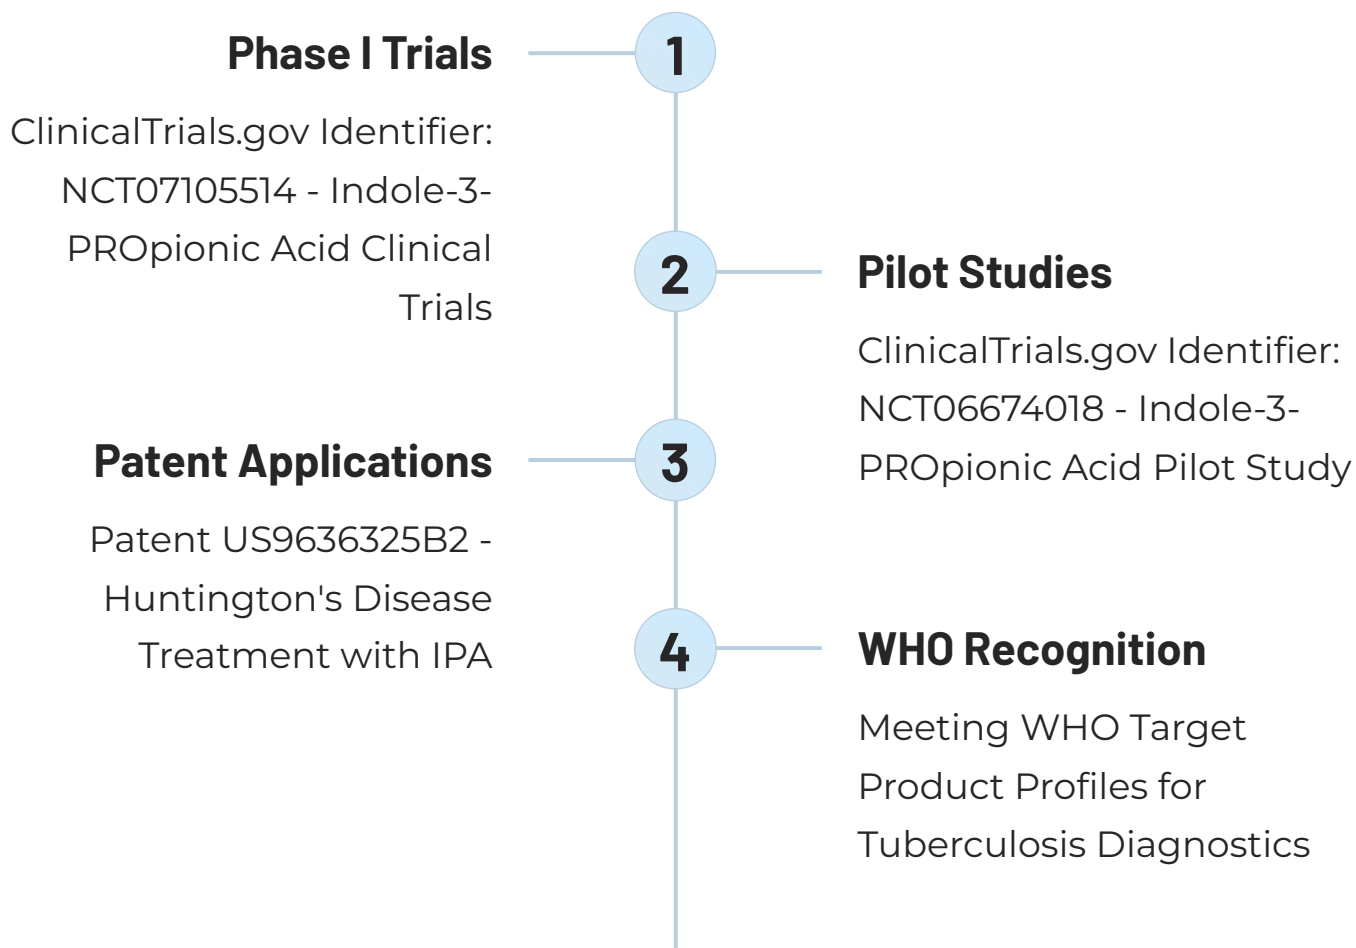 1
Phase I Trials
ClinicalTrials.gov Identifier:
NCT07105514 - Indole-3-
PROpionic Acid Clinical
Trials
2
Pilot Studies
ClinicalTrials.gov Identifier:
NCT06674018 - Indole-3-
PROpionic Acid Pilot Study
3
Patent Applications
Patent US9636325B2 -
Huntington's Disease
Treatment with IPA
4
WHO Recognition
Meeting WHO Target
Product Profiles for
Tuberculosis Diagnostics